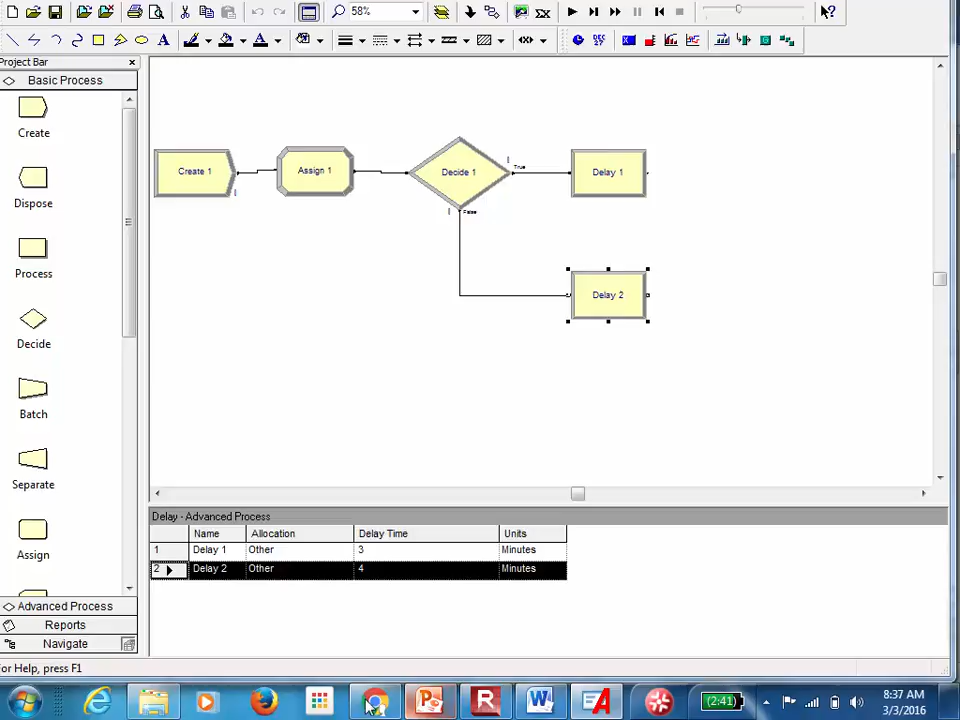 58%
Project Bar ×
Basic Process
Create
Dispose
Process
Decide
Batch
Separate
Assign
Advanced Process
Reports
Navigate
Create 1
Assign 1
Decide 1
True
False
Delay 1
Delay 2
Delay - Advanced Process
Name Allocation Delay Time Units
1 Delay 1 Other 3 Minutes
2 Delay 2 Other 4 Minutes
or Help, press F1
(2:41)
8:37 AM
3/3/2016